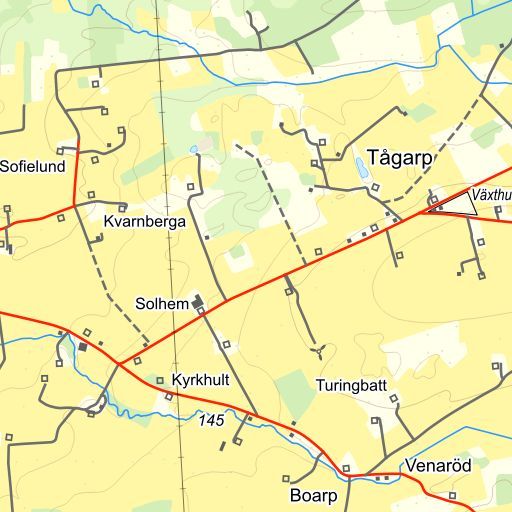 Tågarp
Sofielund
Växthu
Kvarnberga
Solhem
Kyrkhult
Turingbatt
145
Venaröd
Boarp